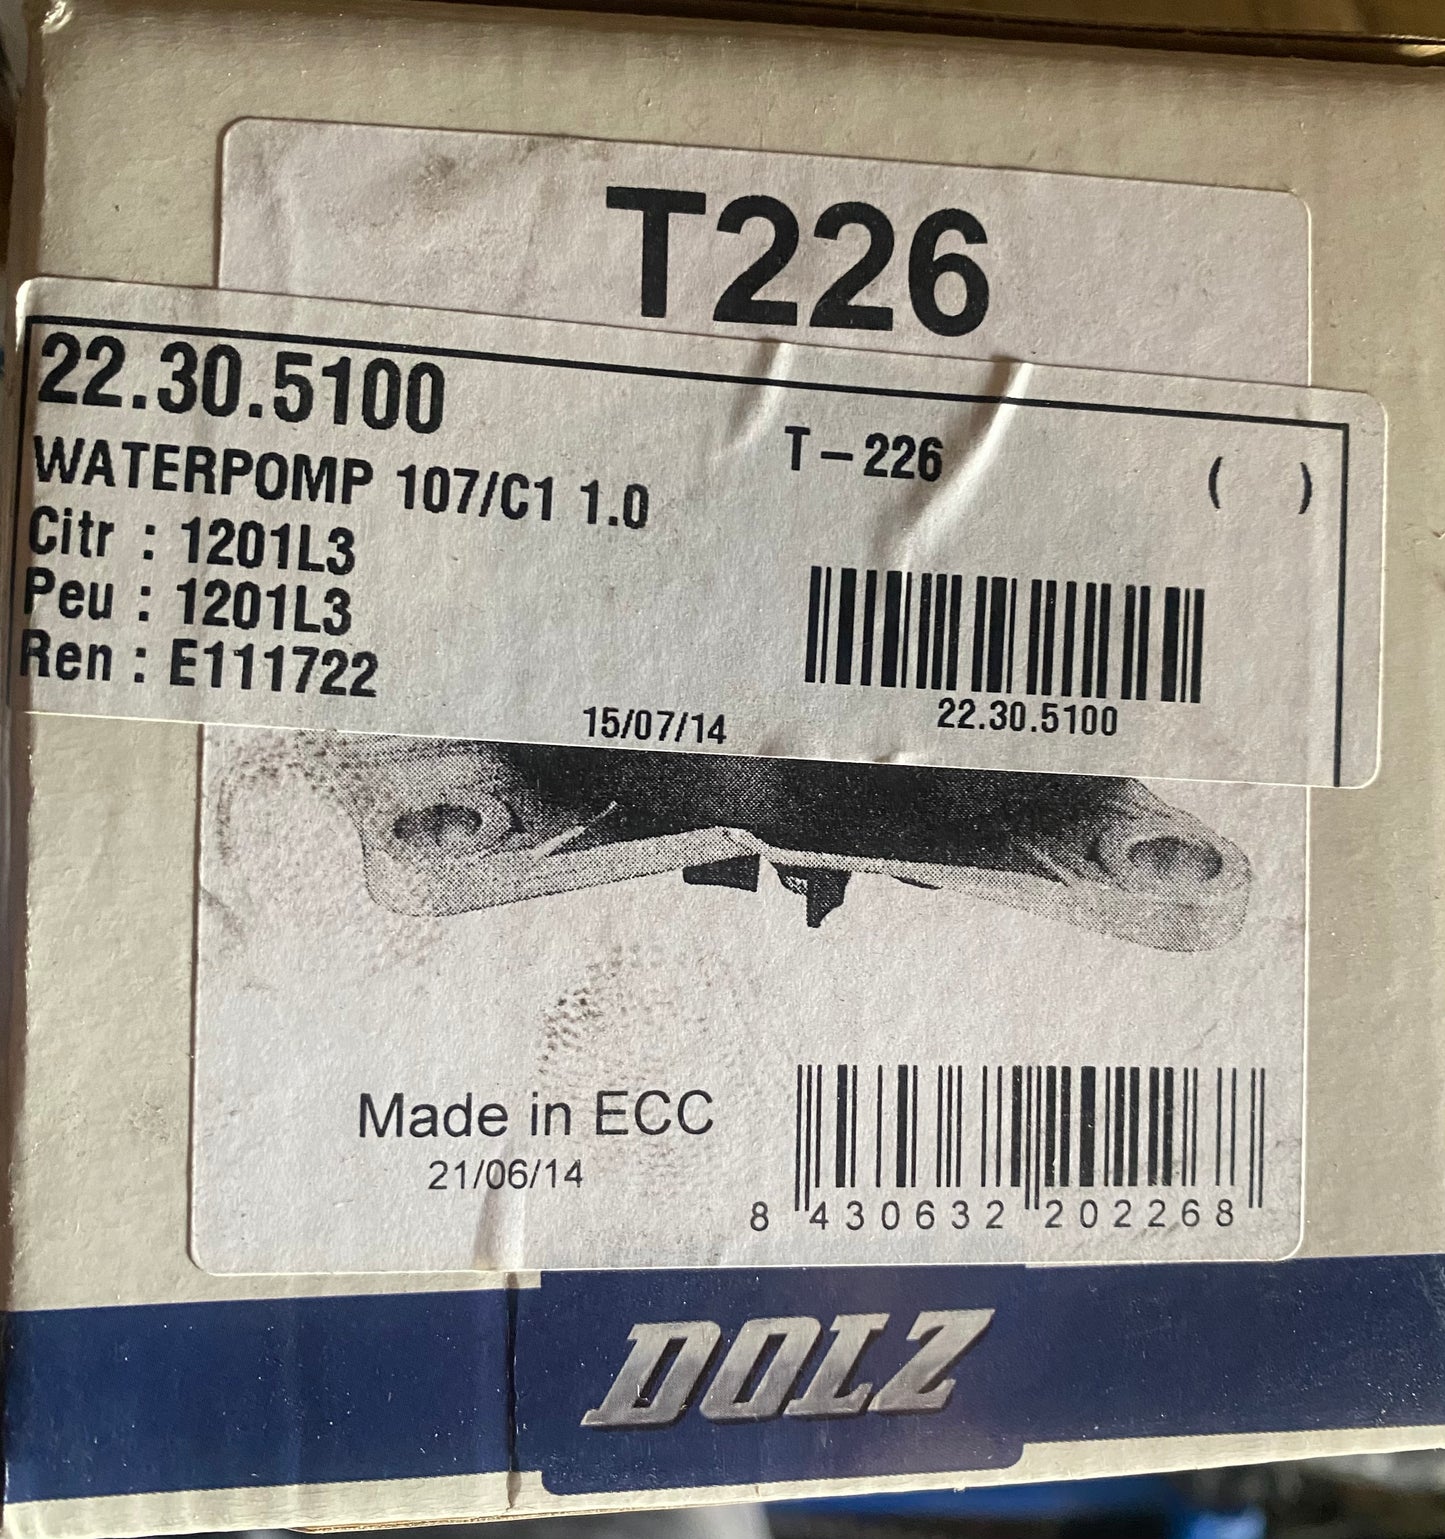 T226
22.30.5100
WATERPOMP 107/C1 1.0
T-226 ( )
Citr : 1201L3
Peu : 1201L3
Ren : E111722
15/07/14
22.30.5100
Made in ECC
21/06/14
8 430632 202268
DOLZ